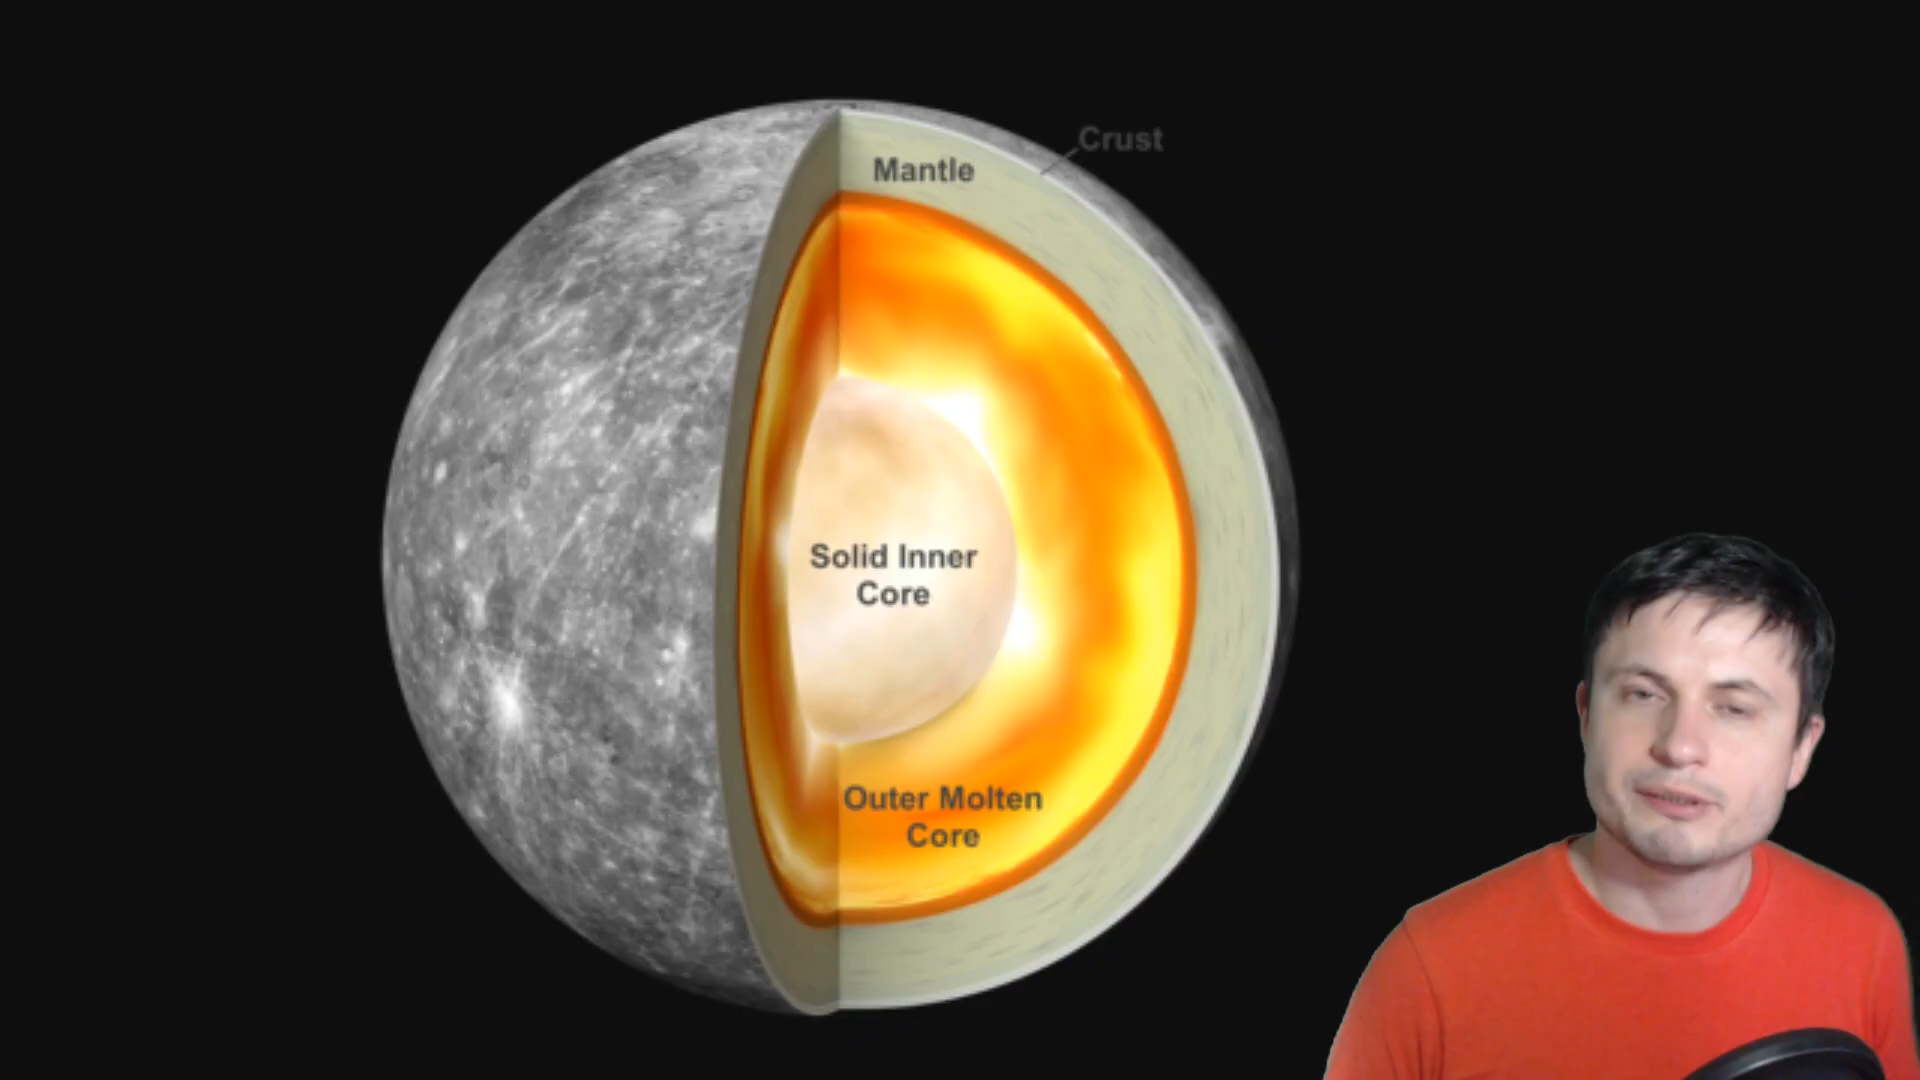 Crust
Mantle
Solid Inner
Core
Outer Molten
Core